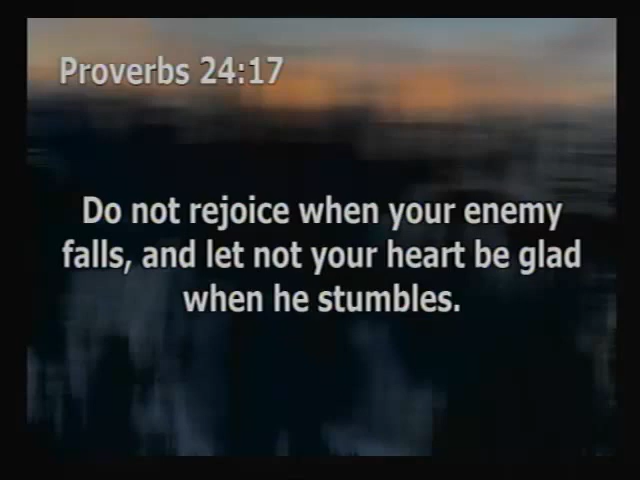 Proverbs 24:17
Do not rejoice when your enemy
falls, and let not your heart be glad
when he stumbles.